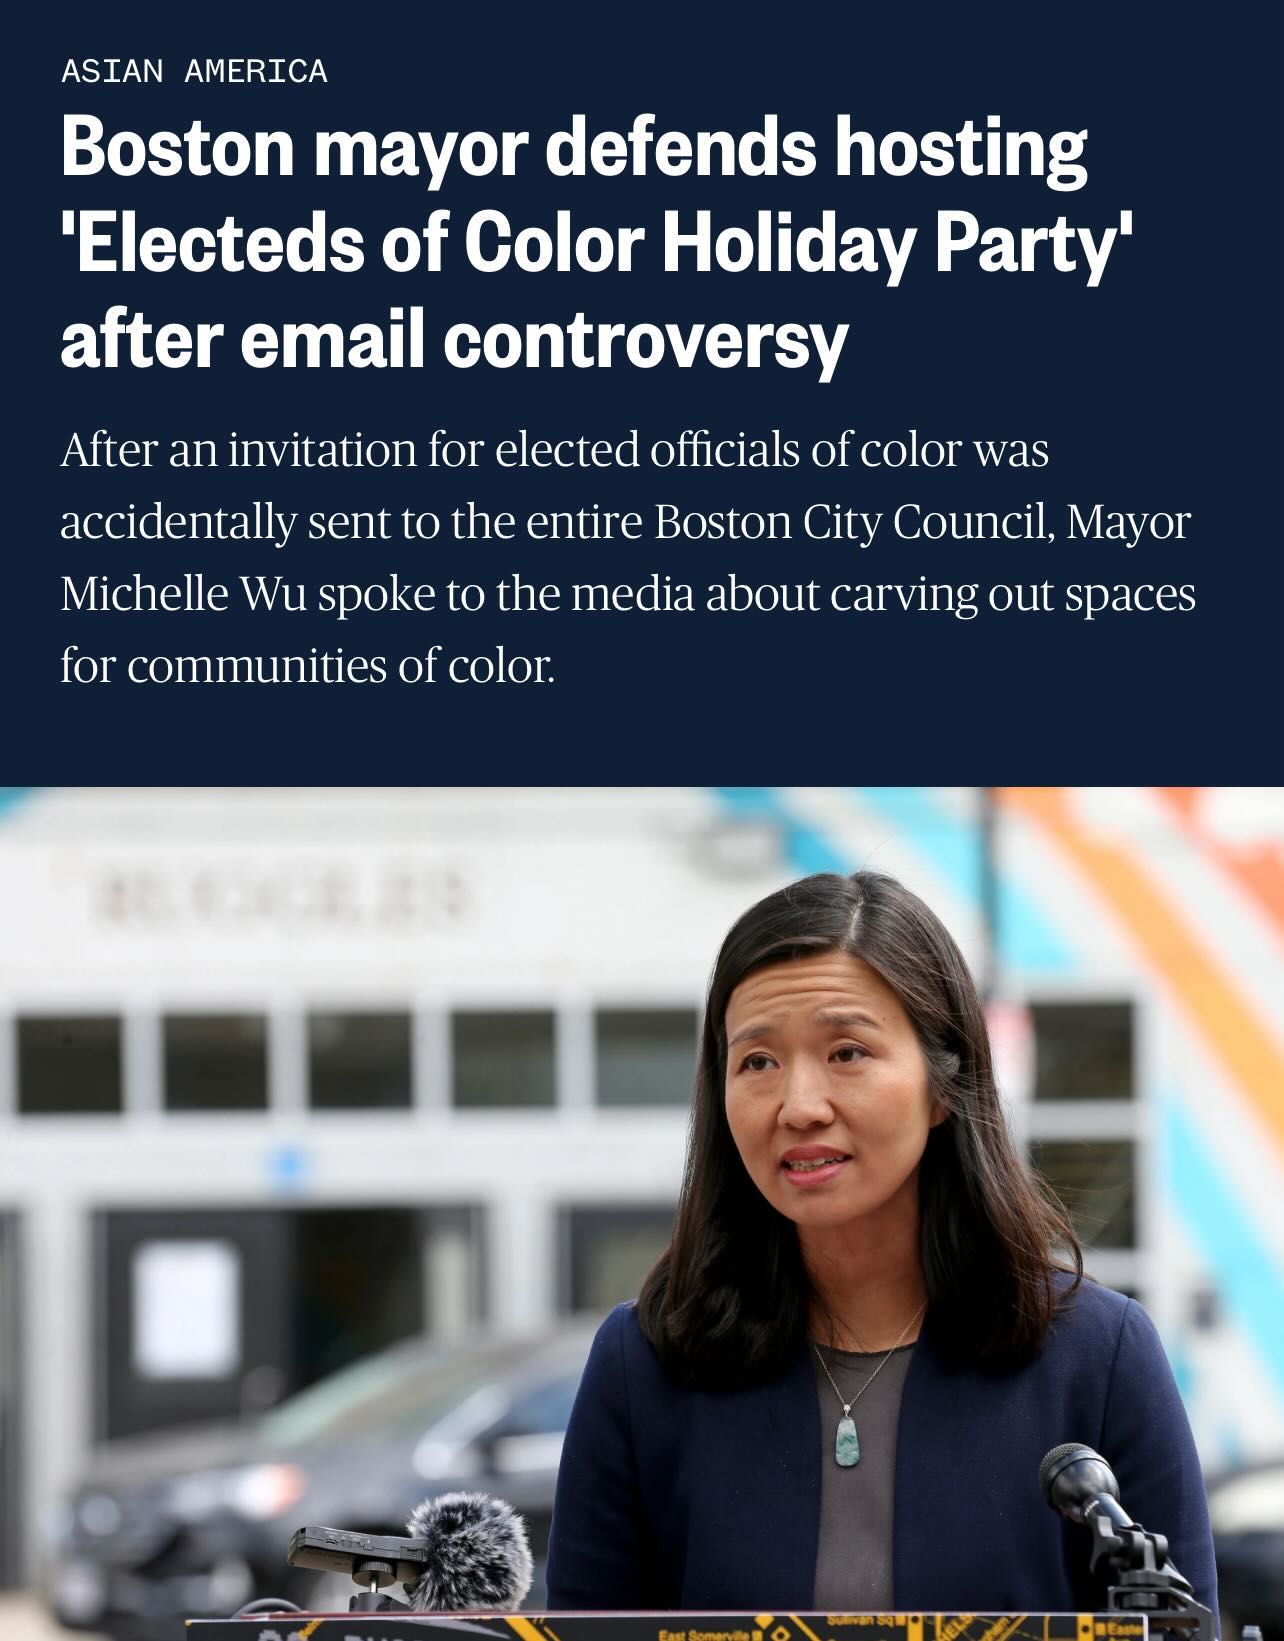 ASIAN AMERICA
Boston mayor defends hosting
'Electeds of Color Holiday Party'
after email controversy
After an invitation for elected officials of color was
accidentally sent to the entire Boston City Council, Mayor
Michelle Wu spoke to the media about carving out spaces
for communities of color.
RUGGLES
Sullivan Sq
East Somerville